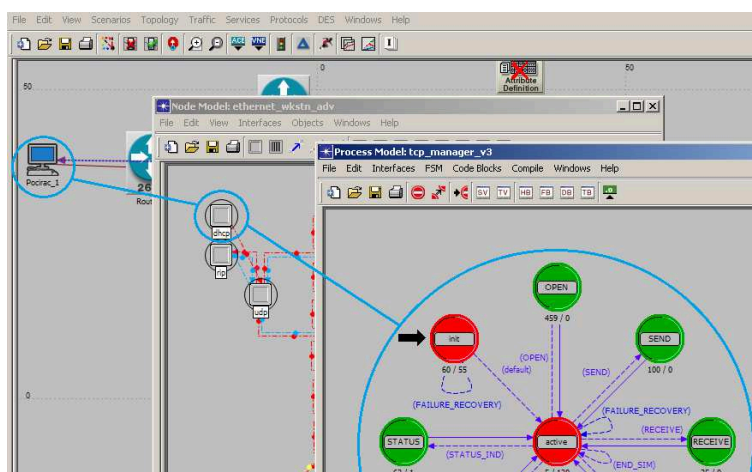 File Edit View Scenarios Topology Traffic Services Protocols DES Windows Help
ACE VNE
0 50
50
Attribute
Definition
Node Model: ethernet_wkstn_adv
File Edit View Interfaces Objects Windows Help
Process Model: tcp_manager_v3
File Edit Interfaces FSM Code Blocks Compile Windows Help
SV TV HB FB DB TB
Pocirac_1
26
Rout
dhcp
rip
udp
OPEN
459 / 0
init
60 / 55
SEND
100 / 0
(OPEN)
(default)
(SEND)
(FAILURE_RECOVERY)
(FAILURE_RECOVERY)
(RECEIVE)
0
STATUS
active
RECEIVE
(STATUS_IND)
(END_SIM)